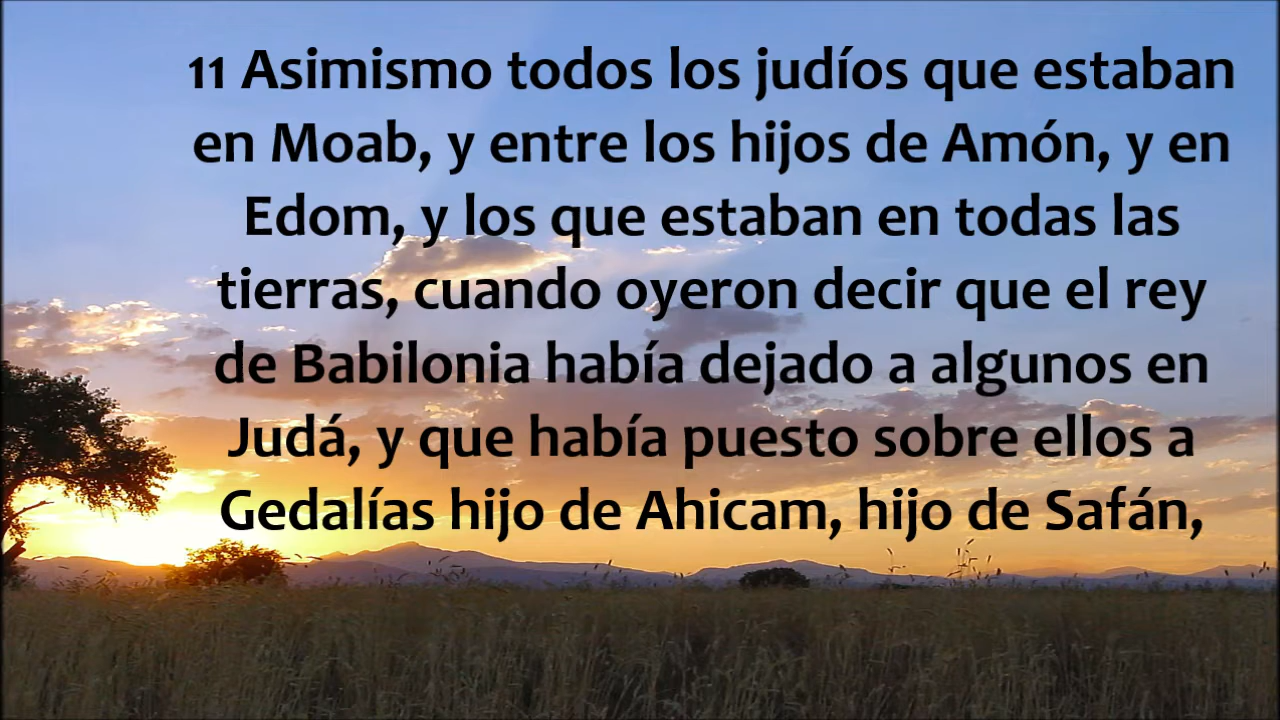 11 Asimismo todos los judíos que estaban
en Moab, y entre los hijos de Amón, y en
Edom, y los que estaban en todas las
tierras, cuando oyeron decir que el rey
de Babilonia había dejado a algunos en
Judá, y que había puesto sobre ellos a
Gedalías hijo de Ahicam, hijo de Safán,